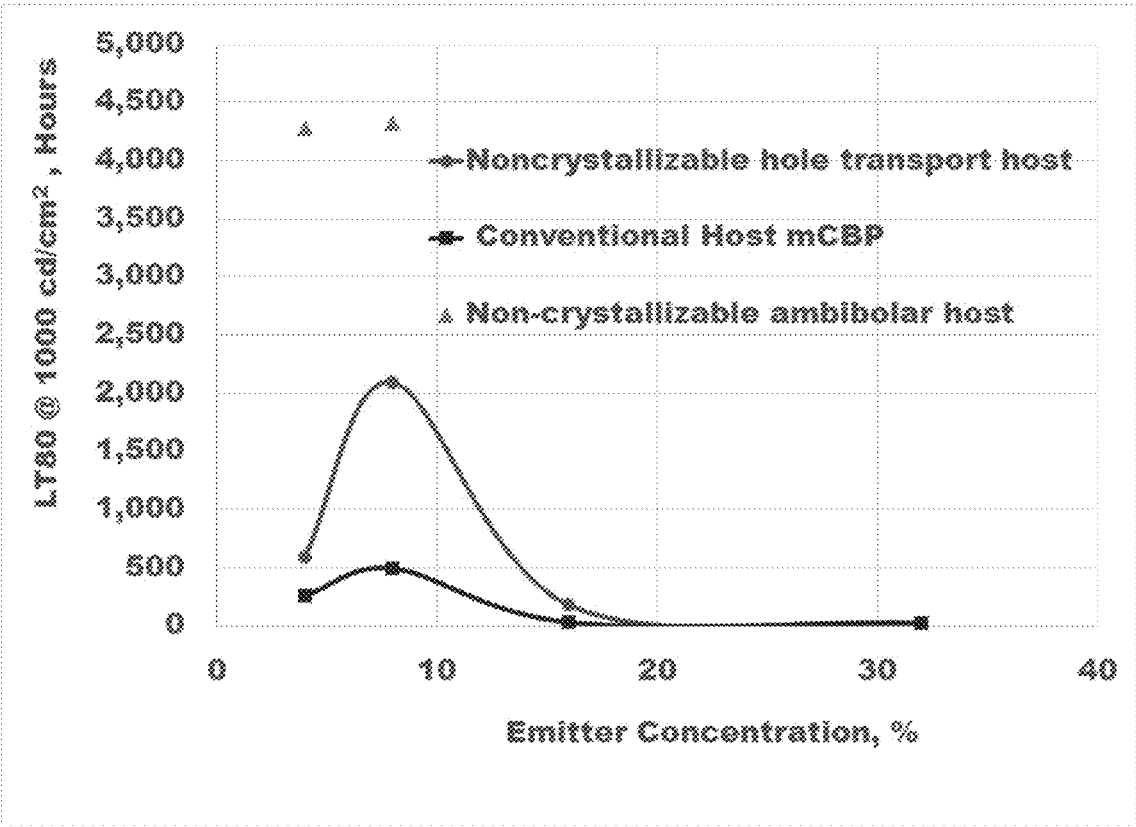 LT80 @ 1000 cd/cm² , Hours
5,000
4,500
4,000
3,500
3,000
2,500
2,000
1,500
1,000
500
0
Noncrystallizable hole transport host
Conventional Host mCBP
Non-crystallizable ambibolar host
0 10 20 30 40
Emitter Concentration, %